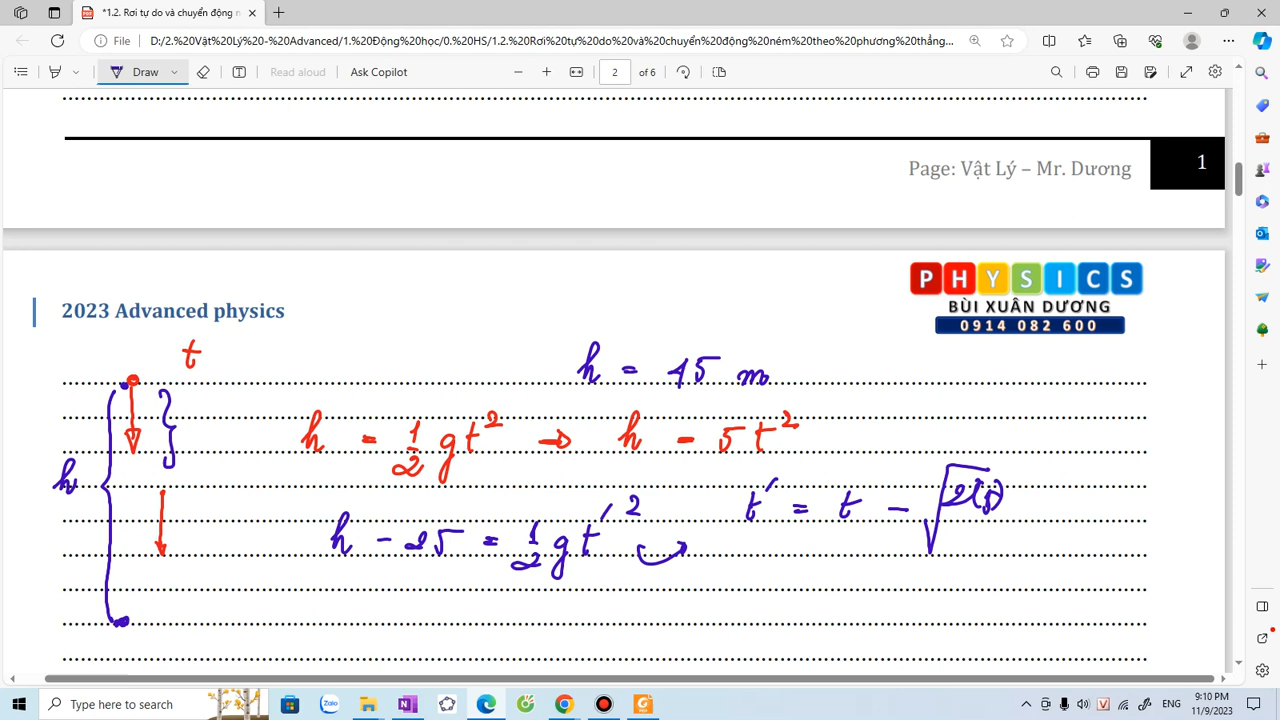 *1.2. Rơi tự do và chuyển động n
File
D:/2.%20Vật%20Lý%20-%20Advanced/1.%20Động%20học/0.%20HS/1.2.%20Rơi%20tự%20do%20và%20chuyển%20động%20ném%20theo%20phương%20thẳng...
Draw
Read aloud
Ask Copilot
2
of 6
Page: Vật Lý – Mr. Dương
1
PHYSICS
BÙI XUÂN DƯƠNG
0914 082 600
2023 Advanced physics
t
h = 45 m
h = 1/2 gt² → h = 5t²
h
h - 25 = 1/2 gt'²
t' = t - √
Type here to search
Zalo
ENG
9:10 PM
11/9/2023